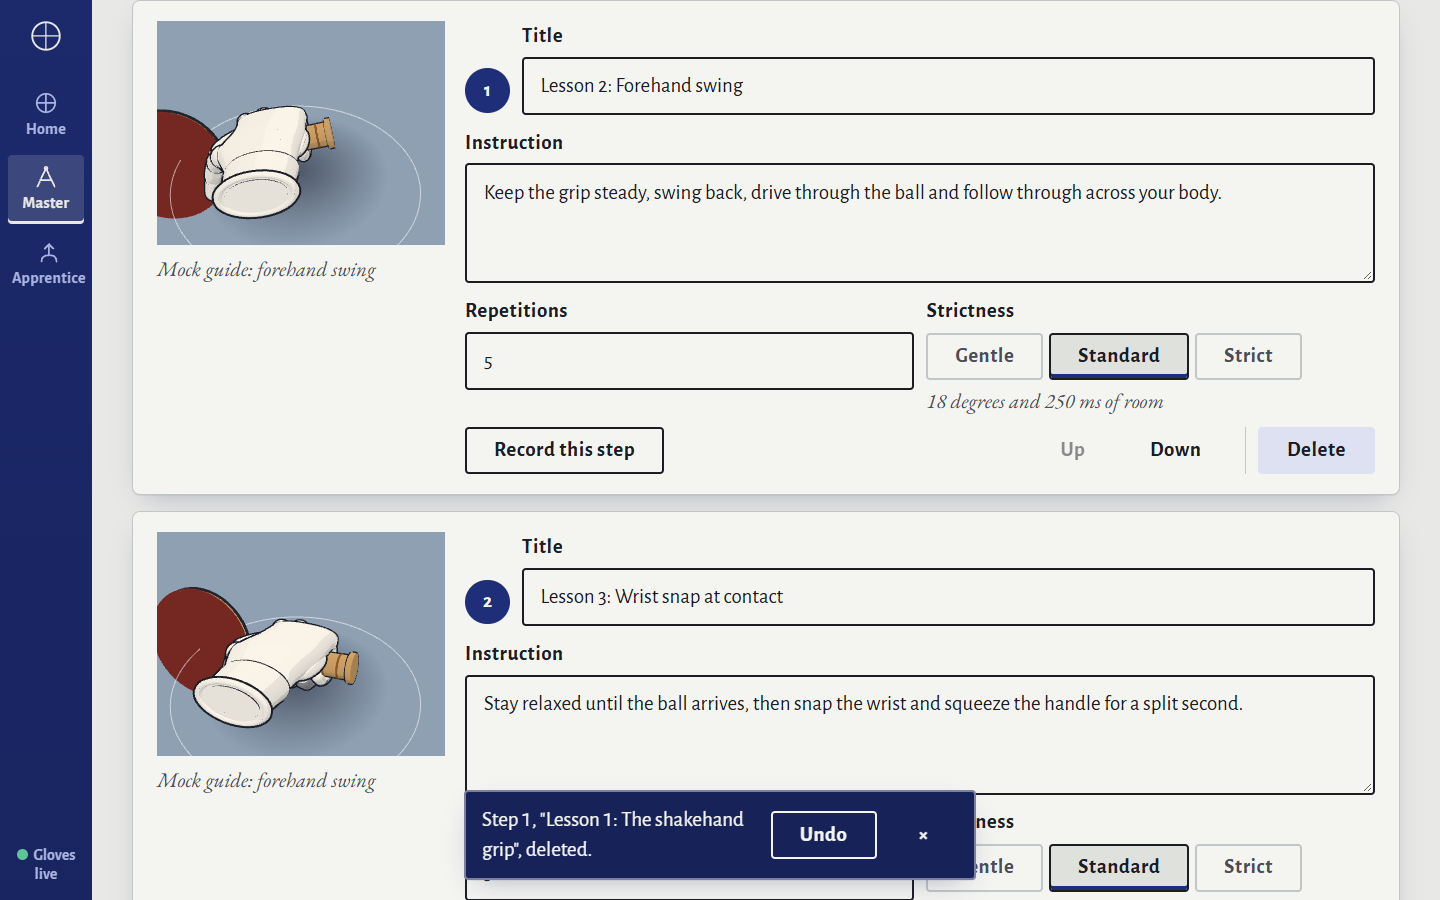 Home
Master
Apprentice
Gloves
live
Title
1
Lesson 2: Forehand swing
Instruction
Keep the grip steady, swing back, drive through the ball and follow through across your body.
Mock guide: forehand swing
Repetitions
5
Strictness
Gentle
Standard
Strict
18 degrees and 250 ms of room
Record this step
Up
Down
Delete
Title
2
Lesson 3: Wrist snap at contact
Instruction
Stay relaxed until the ball arrives, then snap the wrist and squeeze the handle for a split second.
Mock guide: forehand swing
Step 1, "Lesson 1: The shakehand
grip", deleted.
Undo
×
ness
entle
Standard
Strict